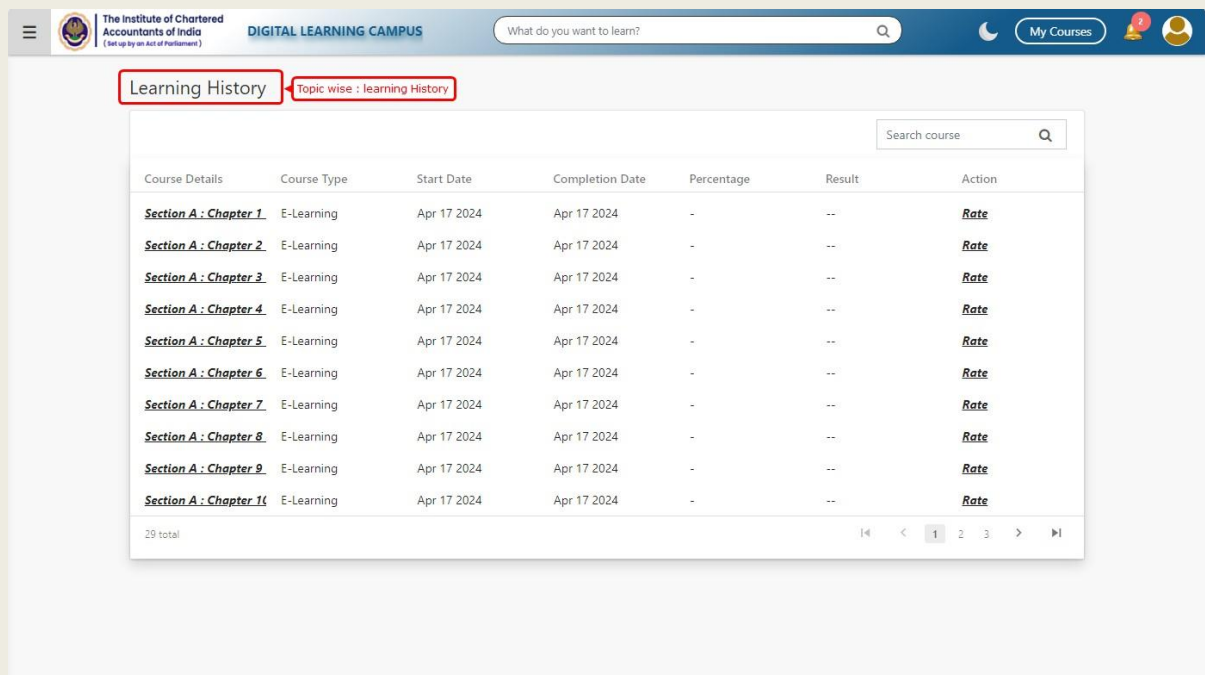 The Institute of Chartered
Accountants of India
(Set up by an Act of Parliament)
DIGITAL LEARNING CAMPUS
What do you want to learn?
My Courses
2
Learning History
Topic wise : learning History
Search course
Course Details Course Type Start Date Completion Date Percentage Result Action
Section A : Chapter 1 E-Learning Apr 17 2024 Apr 17 2024 - -- Rate
Section A : Chapter 2 E-Learning Apr 17 2024 Apr 17 2024 - -- Rate
Section A : Chapter 3 E-Learning Apr 17 2024 Apr 17 2024 - -- Rate
Section A : Chapter 4 E-Learning Apr 17 2024 Apr 17 2024 - -- Rate
Section A : Chapter 5 E-Learning Apr 17 2024 Apr 17 2024 - -- Rate
Section A : Chapter 6 E-Learning Apr 17 2024 Apr 17 2024 - -- Rate
Section A : Chapter 7 E-Learning Apr 17 2024 Apr 17 2024 - -- Rate
Section A : Chapter 8 E-Learning Apr 17 2024 Apr 17 2024 - -- Rate
Section A : Chapter 9 E-Learning Apr 17 2024 Apr 17 2024 - -- Rate
Section A : Chapter 10 E-Learning Apr 17 2024 Apr 17 2024 - -- Rate
29 total
1 2 3